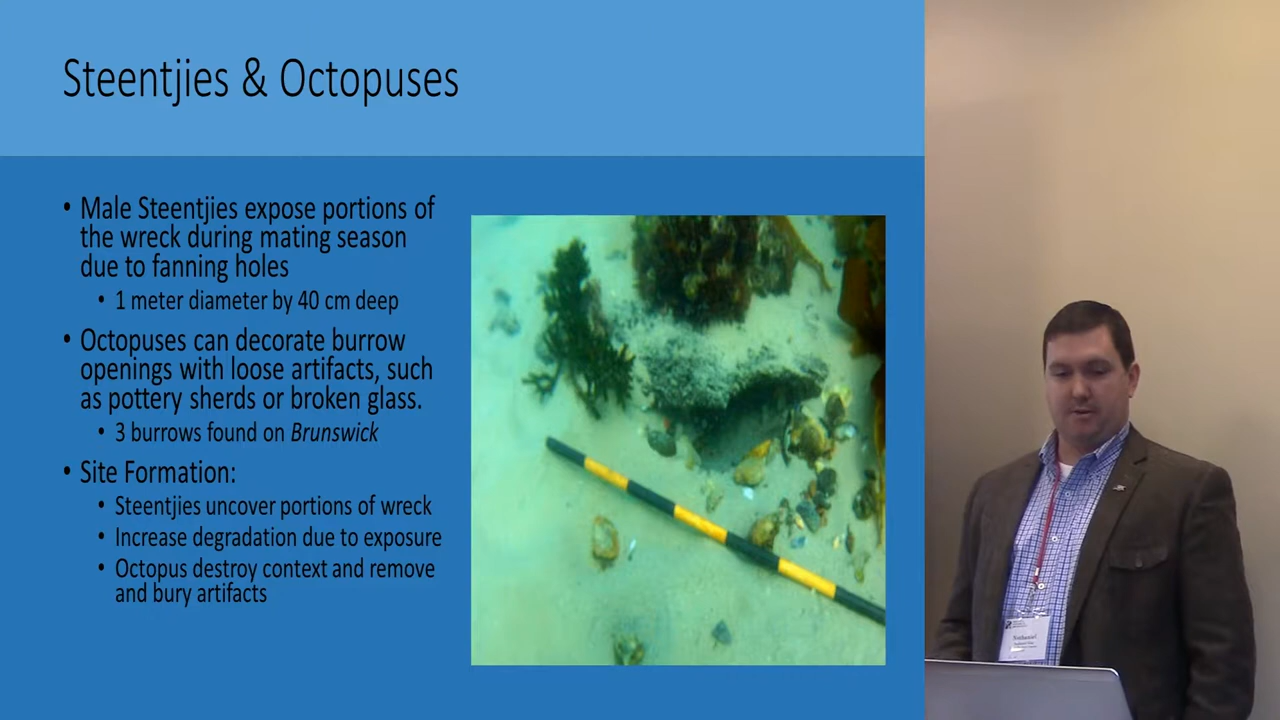 Steentjies & Octopuses
• Male Steentjies expose portions of
the wreck during mating season
due to fanning holes
• 1 meter diameter by 40 cm deep
• Octopuses can decorate burrow
openings with loose artifacts, such
as pottery sherds or broken glass.
• 3 burrows found on Brunswick
• Site Formation:
• Steentjies uncover portions of wreck
• Increase degradation due to exposure
• Octopus destroy context and remove
and bury artifacts
Nathaniel